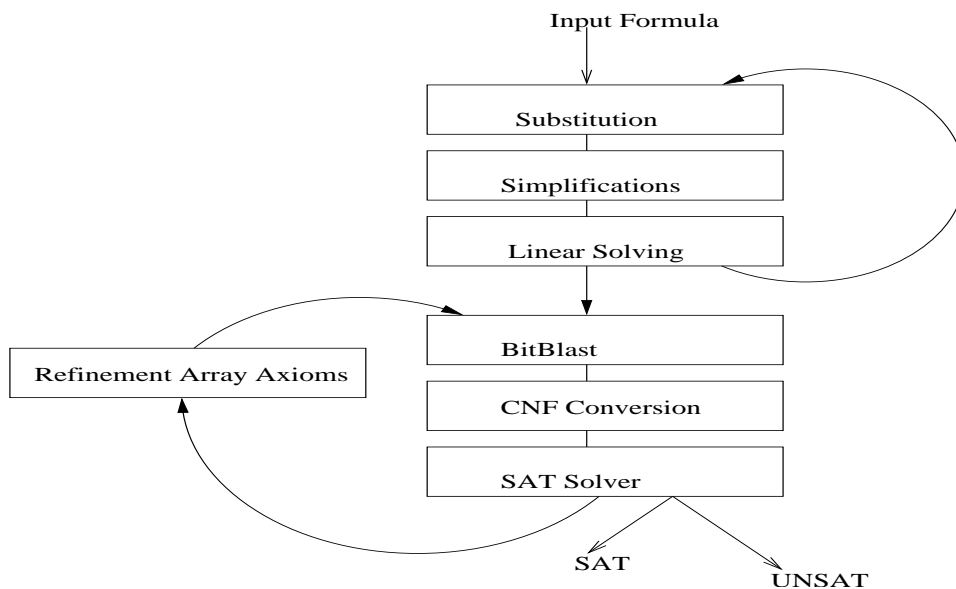 Input Formula
Substitution
Simplifications
Linear Solving
BitBlast
Refinement Array Axioms
CNF Conversion
SAT Solver
SAT
UNSAT